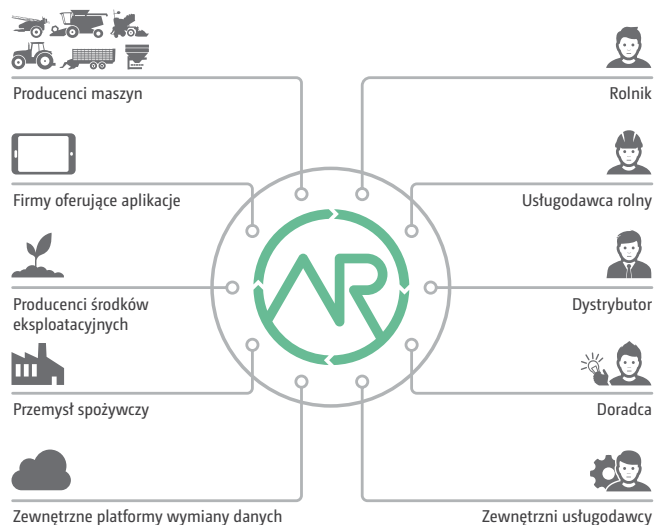 Producenci maszyn
Rolnik
Firmy oferujące aplikacje
Usługodawca rolny
Producenci środków
eksploatacyjnych
Dystrybutor
Przemysł spożywczy
Doradca
Zewnętrzne platformy wymiany danych
Zewnętrzni usługodawcy
AR